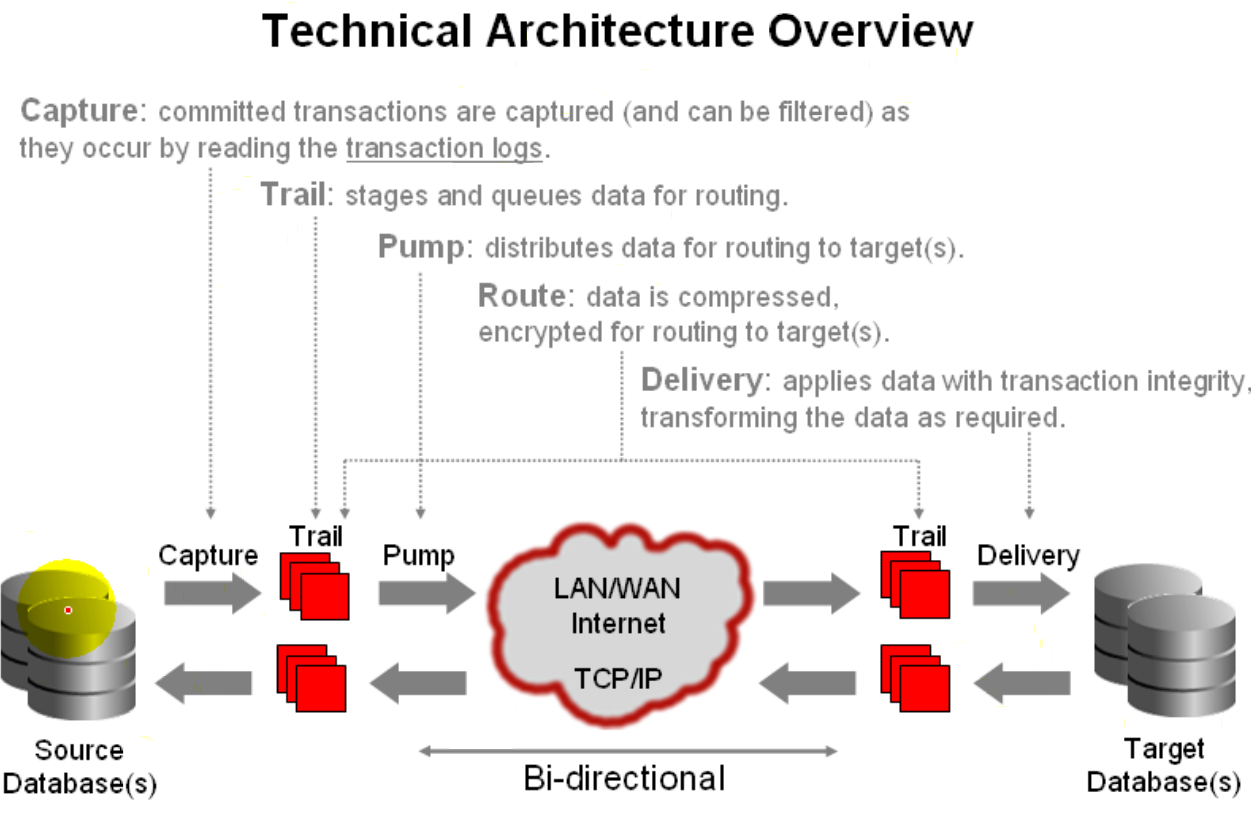 Technical Architecture Overview
Capture: committed transactions are captured (and can be filtered) as
they occur by reading the transaction logs.
Trail: stages and queues data for routing.
Pump: distributes data for routing to target(s).
Route: data is compressed,
encrypted for routing to target(s).
Delivery: applies data with transaction integrity,
transforming the data as required.
Capture
Trail
Pump
LAN/WAN
Internet
TCP/IP
Trail
Delivery
Source
Database(s)
Bi-directional
Target
Database(s)